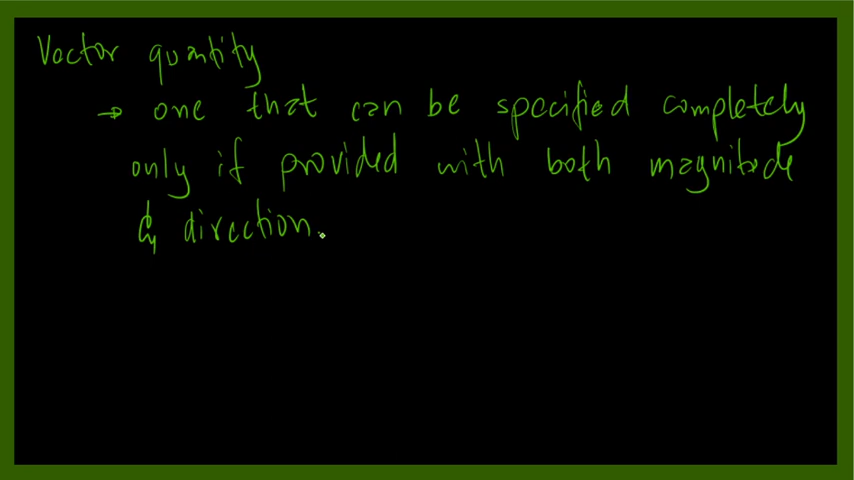 Vector quantity
→ one that can be specified completely
only if provided with both magnitude
& direction.